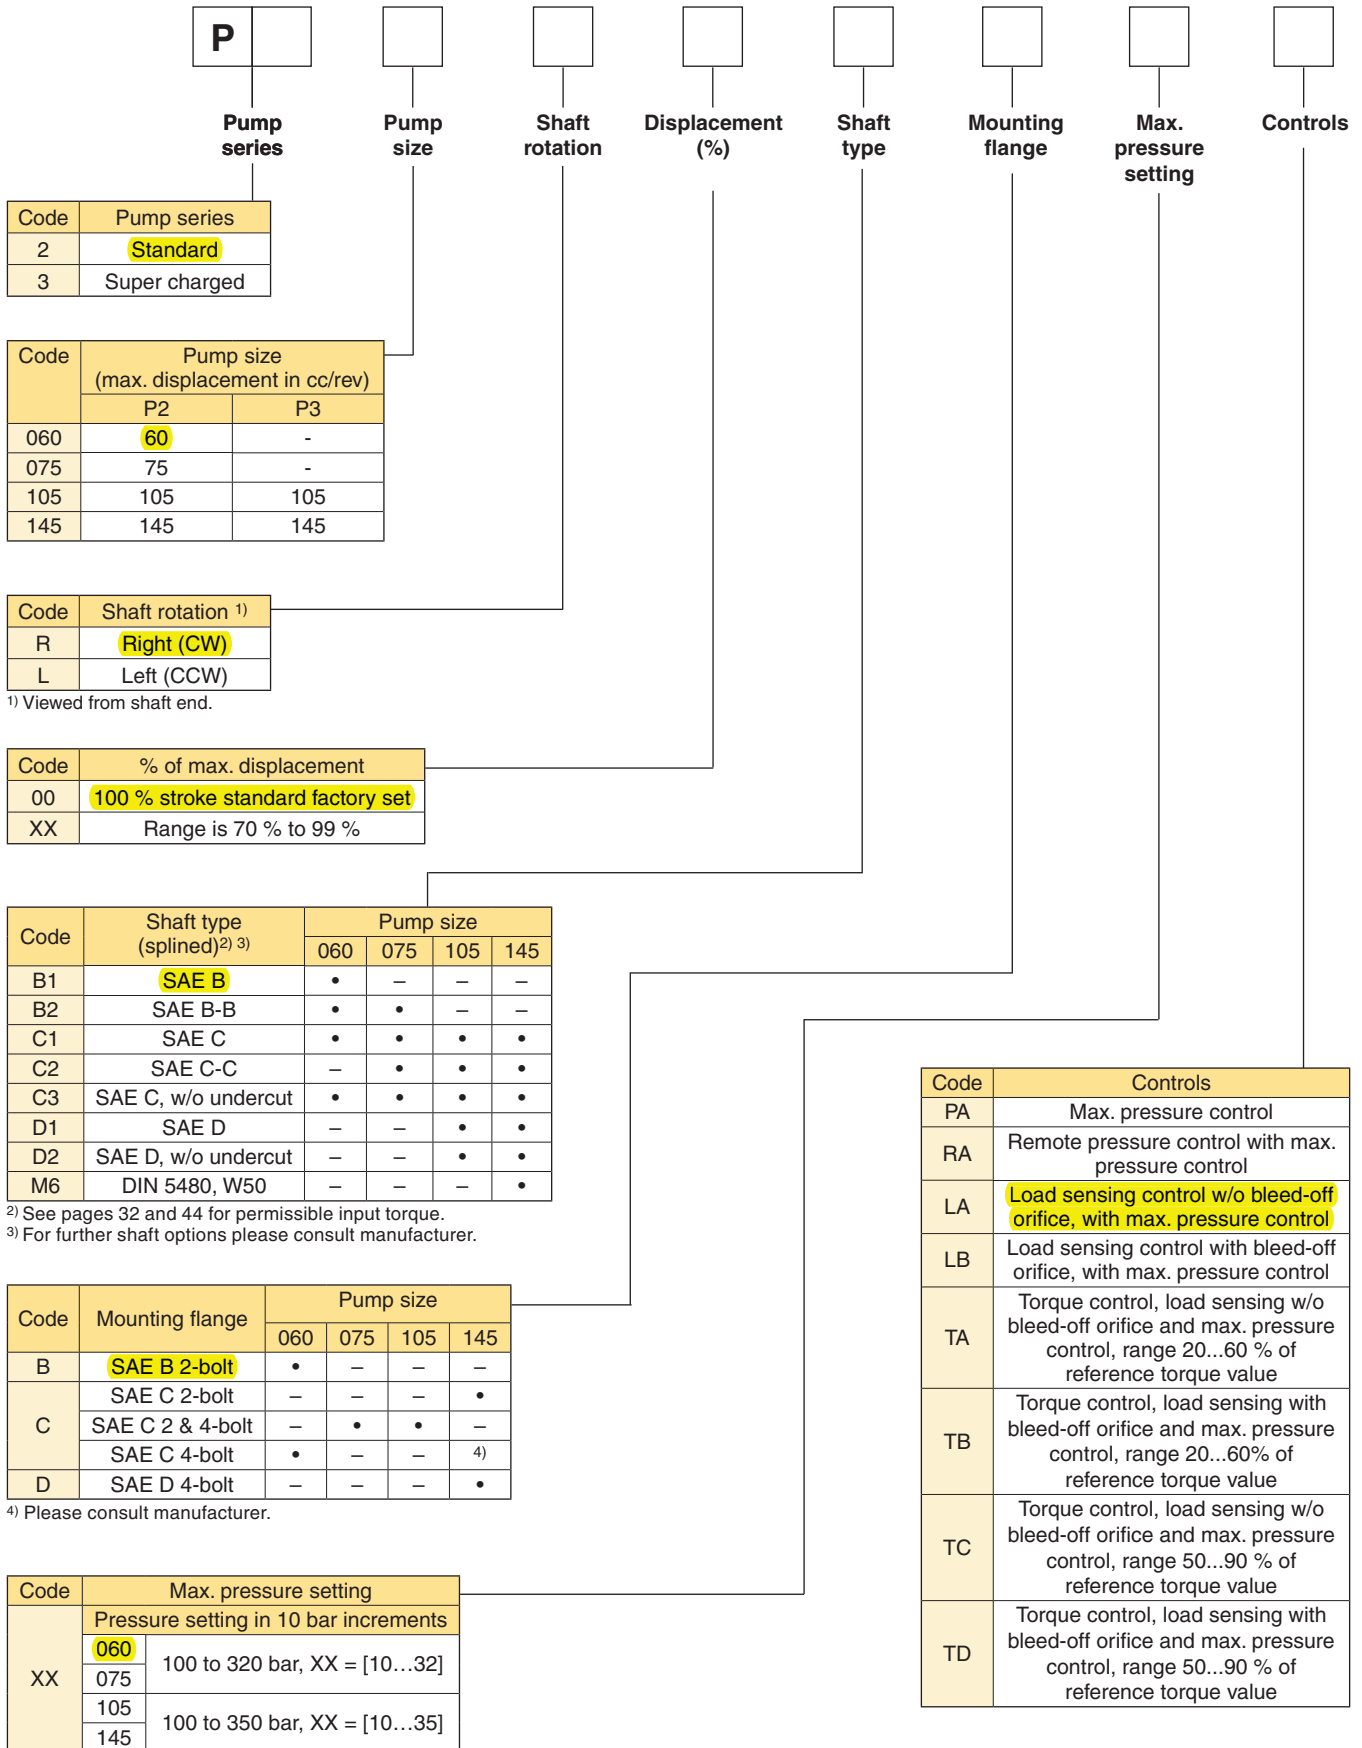 P
Pump series
Pump size
Shaft rotation
Displacement (%)
Shaft type
Mounting flange
Max. pressure setting
Controls
Code Pump series
2 Standard
3 Super charged
Code Pump size
(max. displacement in cc/rev)
P2 P3
060 60 -
075 75 -
105 105 105
145 145 145
Code Shaft rotation 1)
R Right (CW)
L Left (CCW)
1) Viewed from shaft end.
Code % of max. displacement
00 100 % stroke standard factory set
XX Range is 70 % to 99 %
Code Shaft type (splined)2) 3) Pump size
060 075 105 145
B1 SAE B • – – –
B2 SAE B-B • • – –
C1 SAE C • • • •
C2 SAE C-C – • • •
C3 SAE C, w/o undercut • • • •
D1 SAE D – – • •
D2 SAE D, w/o undercut – – • •
M6 DIN 5480, W50 – – – •
2) See pages 32 and 44 for permissible input torque.
3) For further shaft options please consult manufacturer.
Code Mounting flange Pump size
060 075 105 145
B SAE B 2-bolt • – – –
SAE C 2-bolt – – – •
C SAE C 2 & 4-bolt – • • –
SAE C 4-bolt • – – 4)
D SAE D 4-bolt – – – •
4) Please consult manufacturer.
Code Max. pressure setting
Pressure setting in 10 bar increments
XX
060
075
100 to 320 bar, XX = [10…32]
105
145
100 to 350 bar, XX = [10…35]
Code Controls
PA Max. pressure control
RA Remote pressure control with max.
pressure control
LA Load sensing control w/o bleed-off
orifice, with max. pressure control
LB Load sensing control with bleed-off
orifice, with max. pressure control
TA Torque control, load sensing w/o
bleed-off orifice and max. pressure
control, range 20...60 % of
reference torque value
TB Torque control, load sensing with
bleed-off orifice and max. pressure
control, range 20...60% of
reference torque value
TC Torque control, load sensing w/o
bleed-off orifice and max. pressure
control, range 50...90 % of
reference torque value
TD Torque control, load sensing with
bleed-off orifice and max. pressure
control, range 50...90 % of
reference torque value